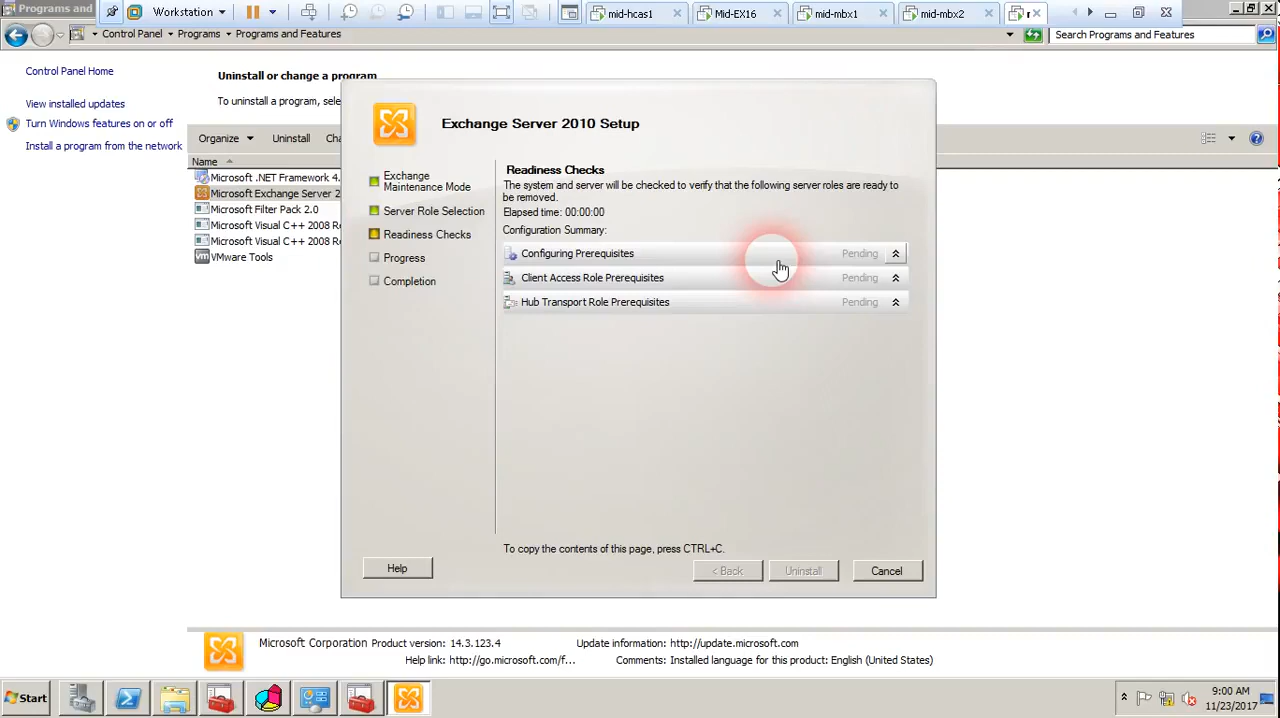 Programs and
Workstation
mid-hcas1
Mid-EX16
mid-mbx1
mid-mbx2
Control Panel
Programs
Programs and Features
Search Programs and Features
Control Panel Home
View installed updates
Turn Windows features on or off
Install a program from the network
Uninstall or change a program
To uninstall a program, sele
Organize
Uninstall
Cha
Name
Microsoft .NET Framework 4.
Microsoft Exchange Server 2
Microsoft Filter Pack 2.0
Microsoft Visual C++ 2008 Re
Microsoft Visual C++ 2008 Re
VMware Tools
Exchange Server 2010 Setup
Exchange
Maintenance Mode
Server Role Selection
Readiness Checks
Progress
Completion
Readiness Checks
The system and server will be checked to verify that the following server roles are ready to
be removed.
Elapsed time: 00:00:00
Configuration Summary:
Configuring Prerequisites Pending
Client Access Role Prerequisites Pending
Hub Transport Role Prerequisites Pending
To copy the contents of this page, press CTRL+C.
Help
< Back
Uninstall
Cancel
Microsoft Corporation Product version: 14.3.123.4
Update information: http://update.microsoft.com
Help link: http://go.microsoft.com/f...
Comments: Installed language for this product: English (United States)
Start
9:00 AM
11/23/2017